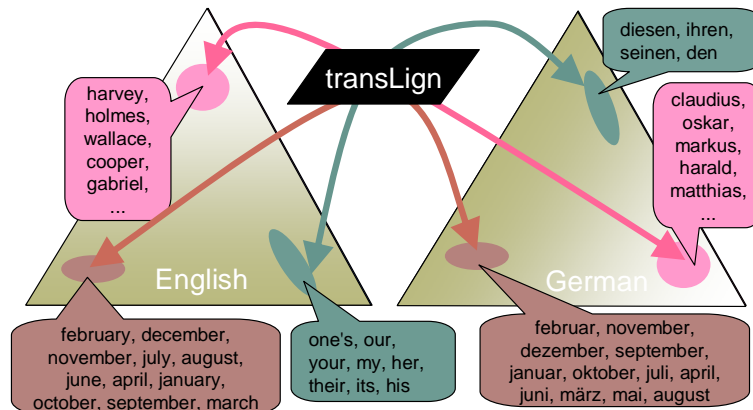 transLign
harvey,
holmes,
wallace,
cooper,
gabriel,
...
English
february, december,
november, july, august,
june, april, january,
october, september, march
one's, our,
your, my, her,
their, its, his
diesen, ihren,
seinen, den
claudius,
oskar,
markus,
harald,
matthias,
...
German
februar, november,
dezember, september,
januar, oktober, juli, april,
juni, märz, mai, august